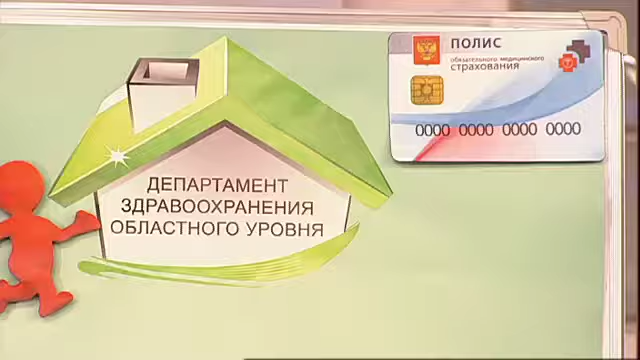 ДЕПАРТАМЕНТ
ЗДРАВООХРАНЕНИЯ
ОБЛАСТНОГО УРОВНЯ
ПОЛИС
обязательного медицинского
страхования
0000 0000 0000 0000